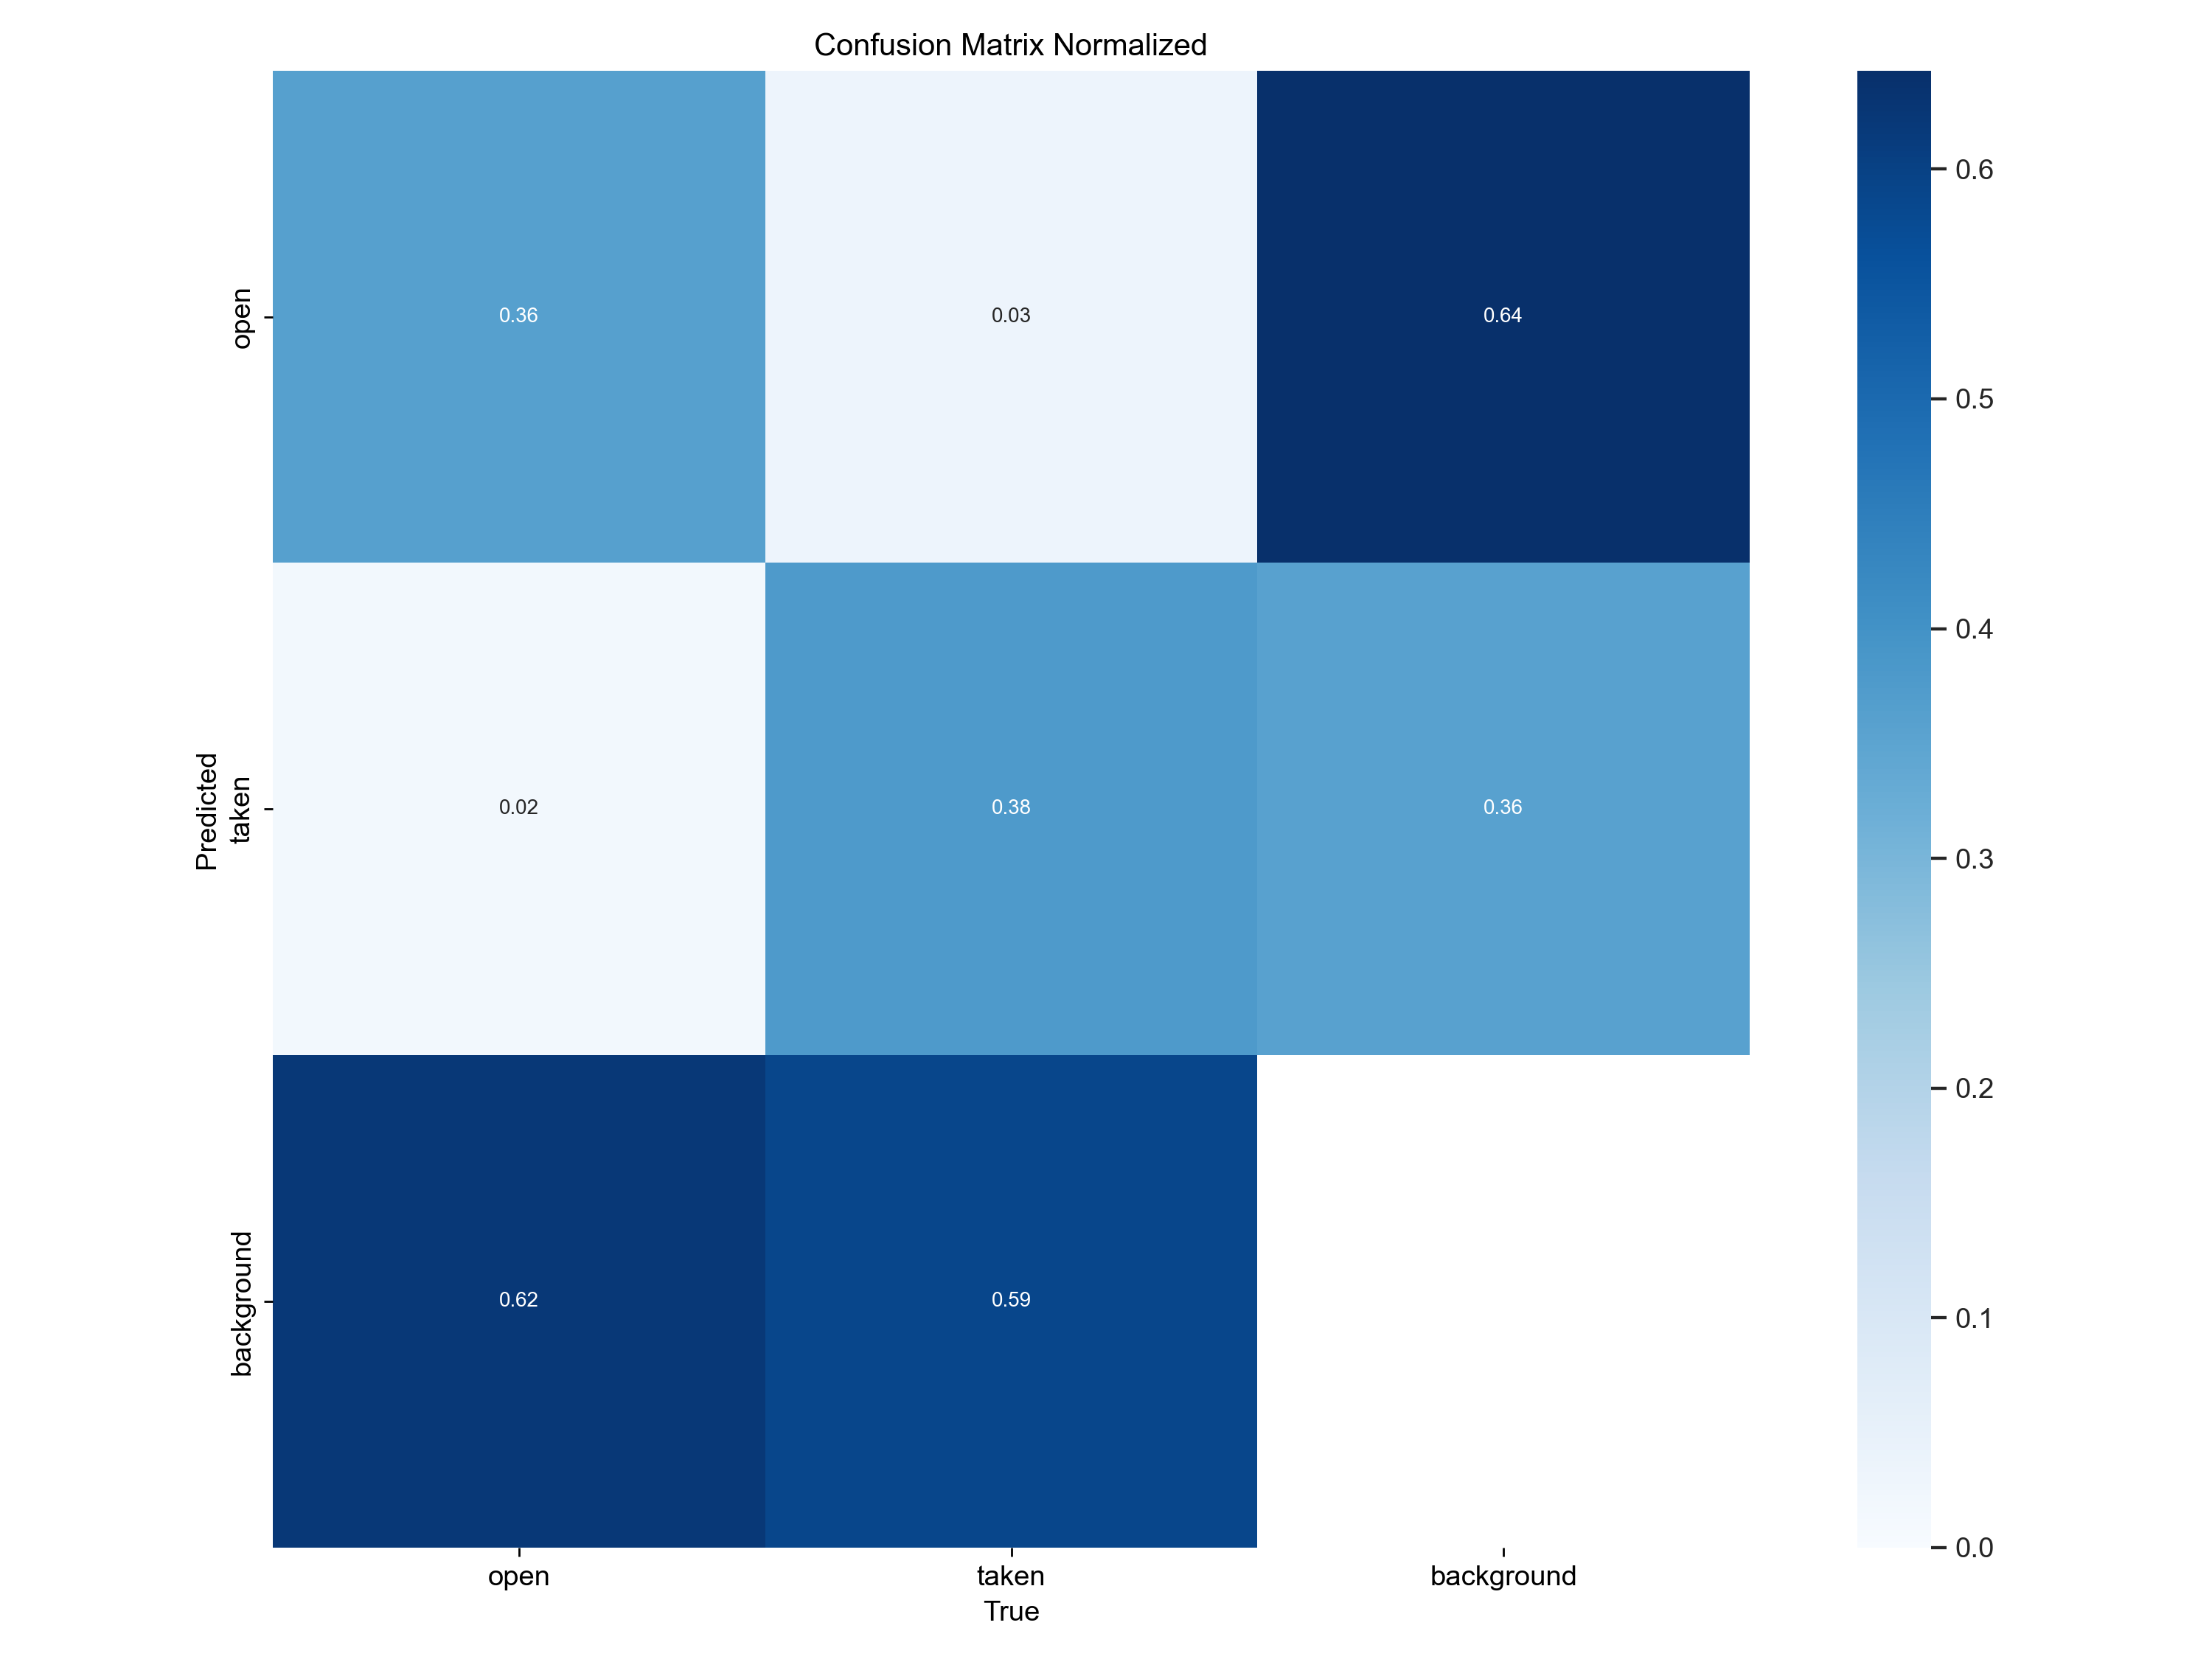 Confusion Matrix Normalized
open
0.36
0.03
0.64
0.6
0.5
0.4
Predicted
taken
0.02
0.38
0.36
0.3
0.2
background
0.62
0.59
0.1
0.0
open
taken
background
True